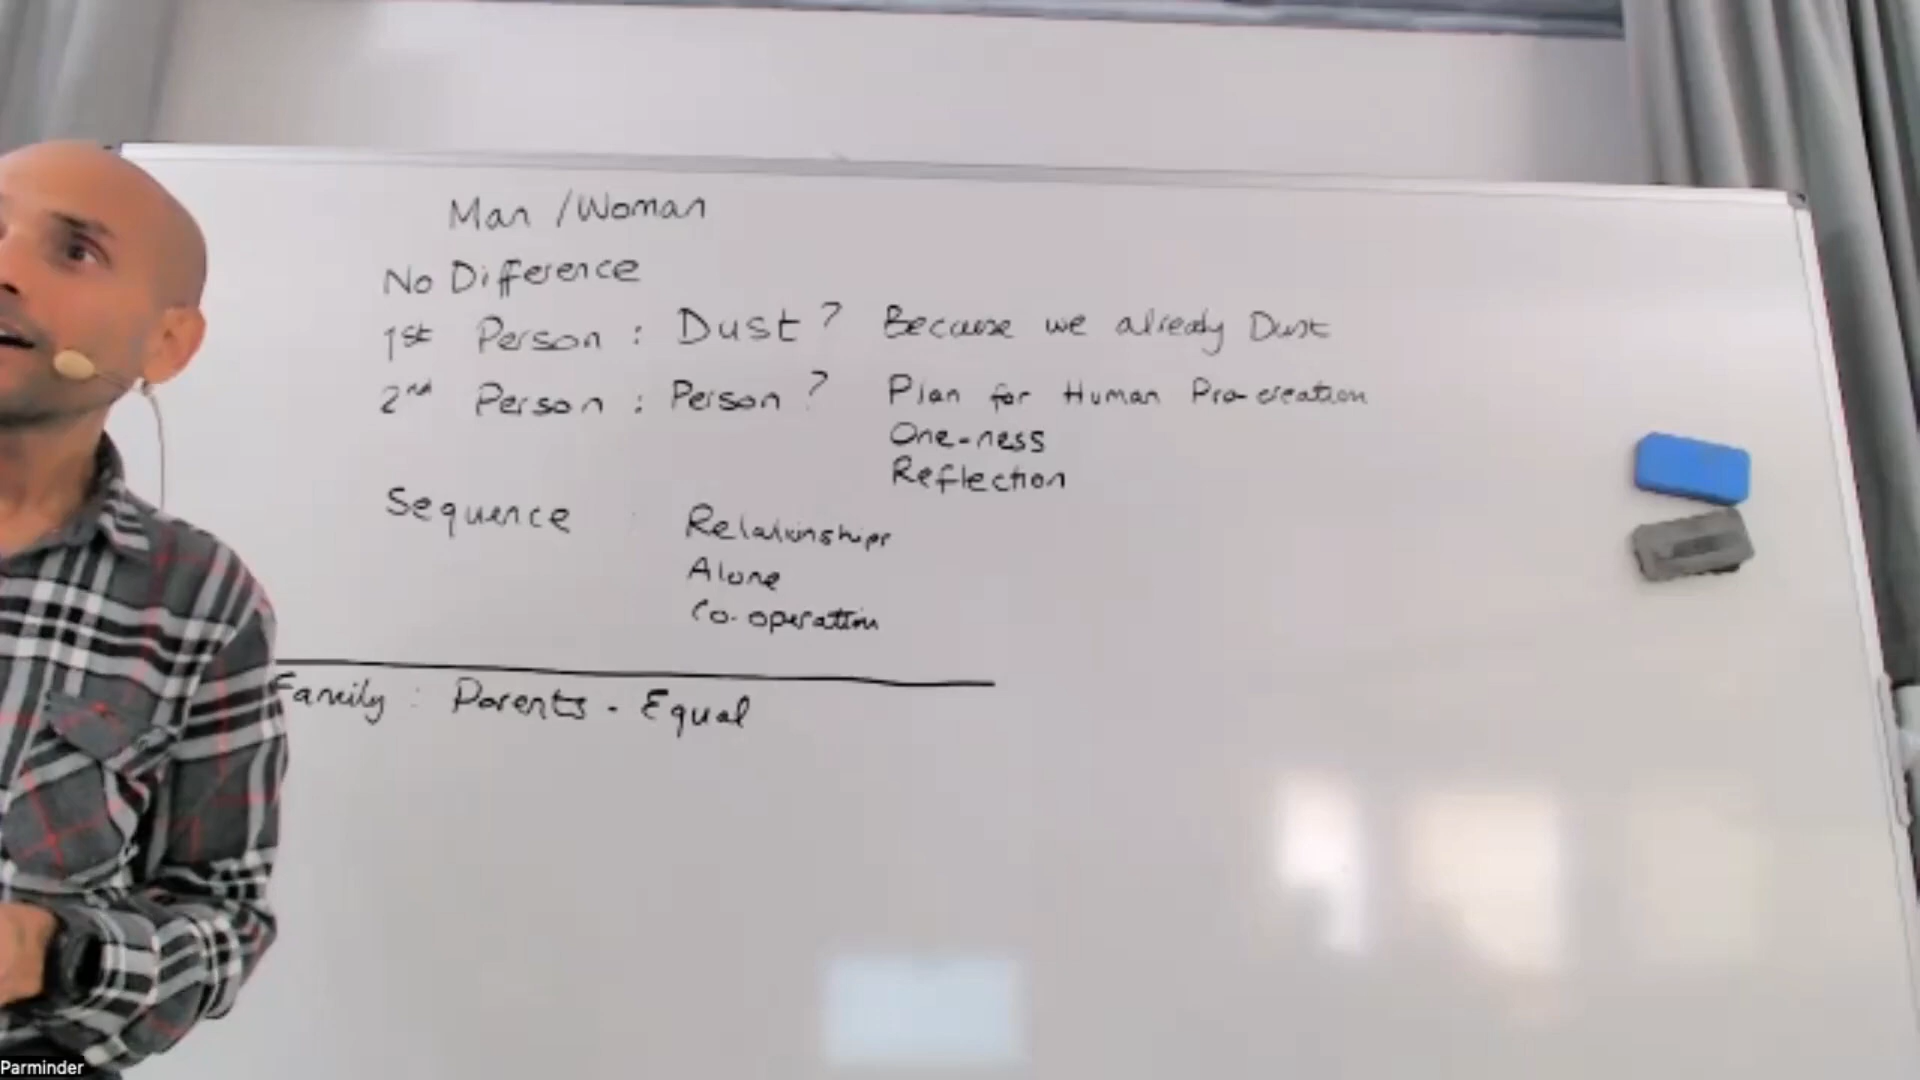 Man / Woman
No Difference
1st Person : Dust? Because we already Dust
2nd Person : Person? Plan for Human Pro-creation
One-ness
Reflection
Sequence : Relationships
Alone
Co-operation
Family : Parents - Equal
Parminder